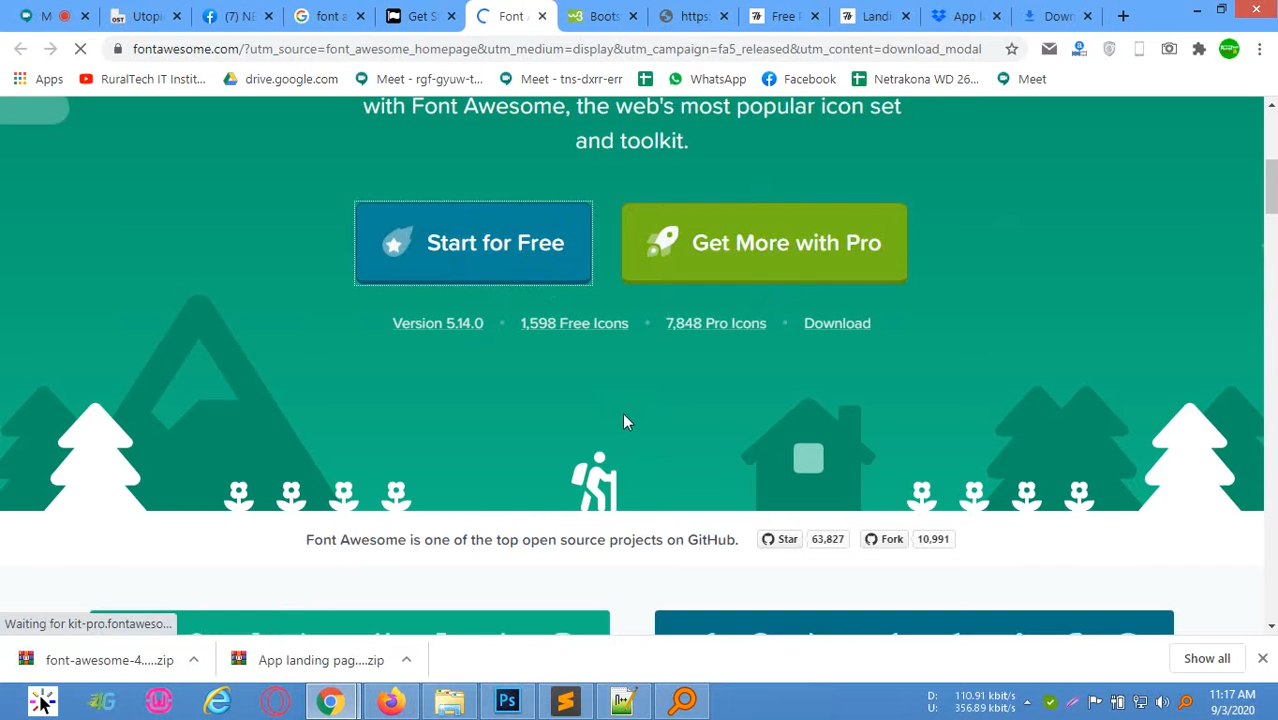 M
Utopi
(7) NE
font a
Get S
Font A
Boots
https:
Free I
Landi
App l
Down
fontawesome.com/?utm_source=font_awesome_homepage&utm_medium=display&utm_campaign=fa5_released&utm_content=download_modal
Apps
RuralTech IT Instit...
drive.google.com
Meet - rgf-gyuw-t...
Meet - tns-dxrr-err
WhatsApp
Facebook
Netrakona WD 26...
Meet
with Font Awesome, the web's most popular icon set
and toolkit.
Start for Free
Get More with Pro
Version 5.14.0
1,598 Free Icons
7,848 Pro Icons
Download
Font Awesome is one of the top open source projects on GitHub.
Star
63,827
Fork
10,991
Waiting for kit-pro.fontaweso...
font-awesome-4.....zip
App landing pag....zip
Show all
D: 110.91 kbit/s
U: 356.89 kbit/s
11:17 AM
9/3/2020